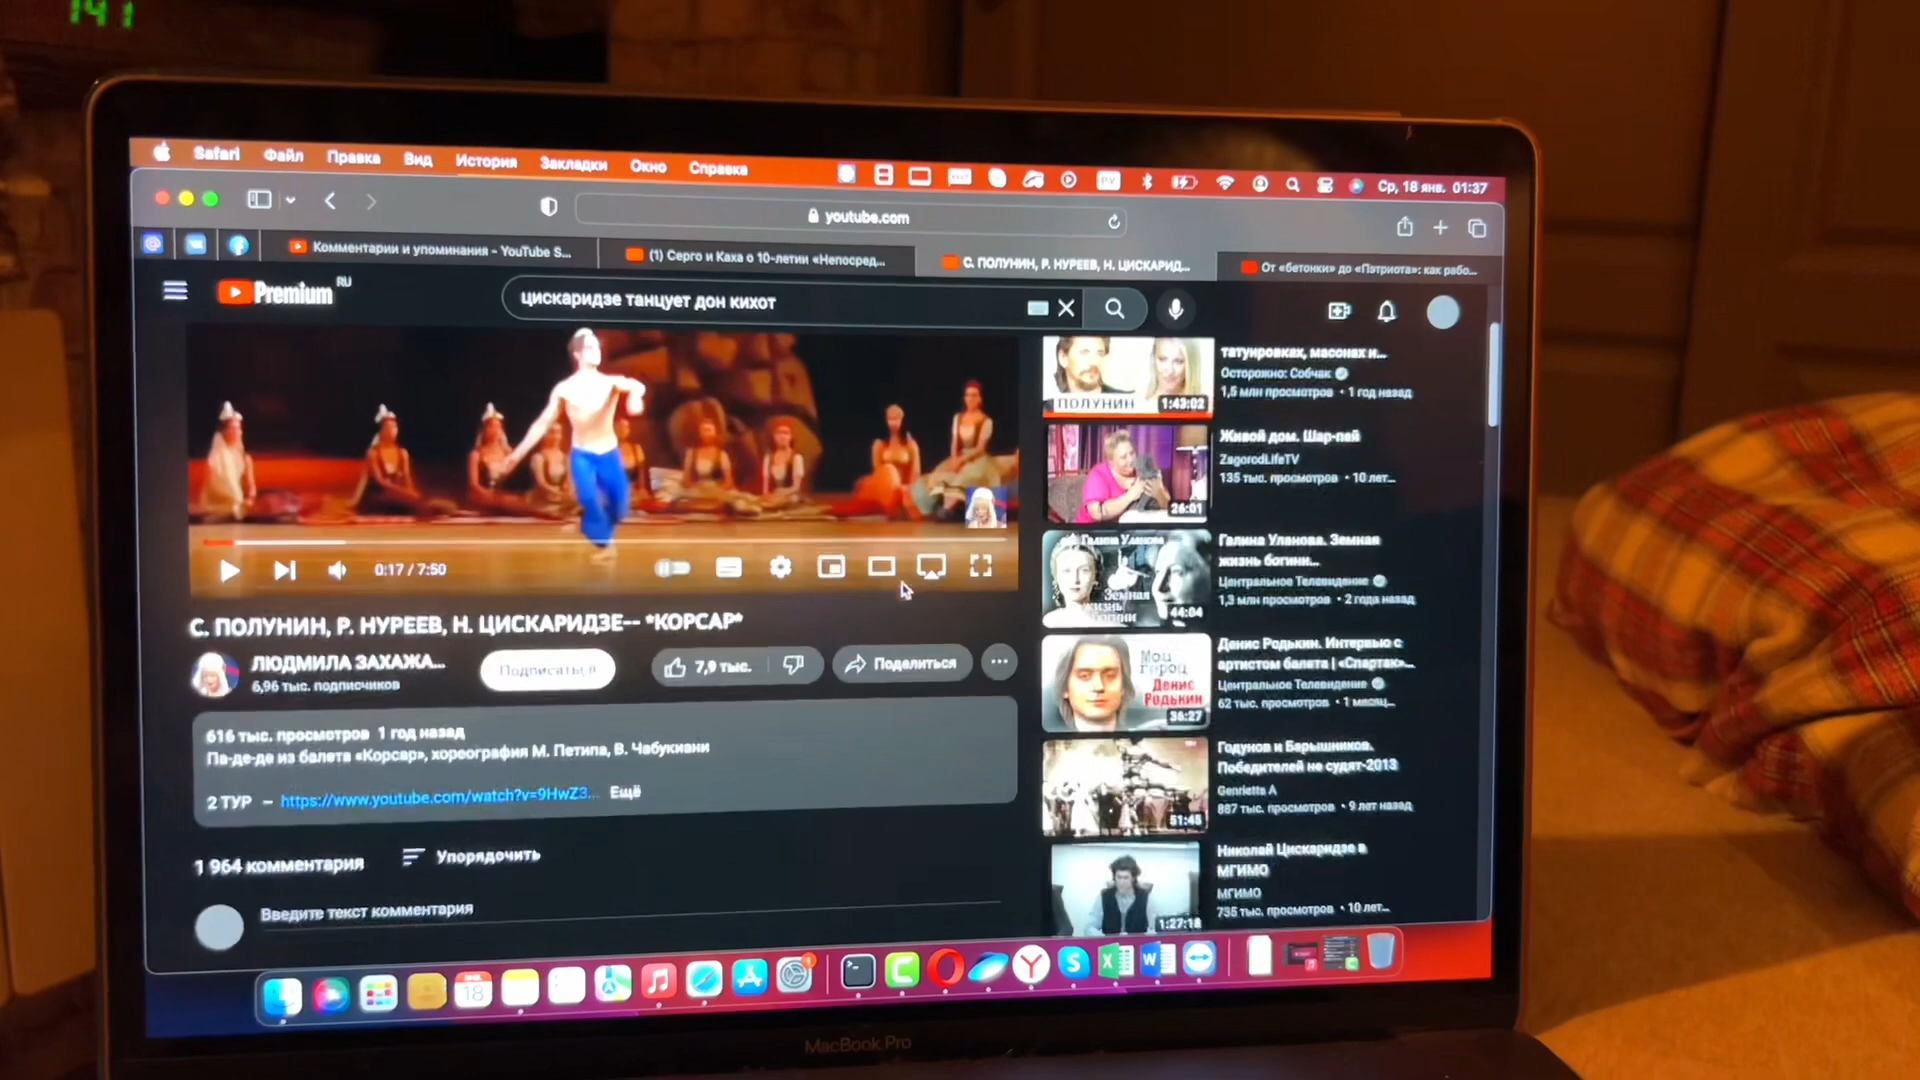 141
Safari Файл Правка Вид История Закладки Окно Справка
РУ Ср, 18 янв. 01:37
youtube.com
Комментарии и упоминания - YouTube S...
(1) Серго и Каха о 10-летии «Непосред...
С. ПОЛУНИН, Р. НУРЕЕВ, Н. ЦИСКАРИД...
От «бетонки» до «Патриота»: как рабо...
Premium RU
цискаридзе танцует дон кихот
0:17 / 7:50
С. ПОЛУНИН, Р. НУРЕЕВ, Н. ЦИСКАРИДЗЕ-- *КОРСАР*
ЛЮДМИЛА ЗАХАЖА...
6,96 тыс. подписчиков
Подписаться
7,9 тыс.
Поделиться
616 тыс. просмотров 1 год назад
Па-де-де из балета «Корсар», хореография М. Петипа, В. Чабукиани
2 ТУР – https://www.youtube.com/watch?v=9HwZ3... Ещё
1 964 комментария
Упорядочить
Введите текст комментария
ПОЛУНИН
1:43:02
татуировках, масонах и...
Осторожно: Собчак
1,5 млн просмотров • 1 год назад
26:01
Живой дом. Шар-пей
ZagorodLifeTV
135 тыс. просмотров • 10 лет...
Галина Уланова
Земная
жизнь
богини
44:04
Галина Уланова. Земная
жизнь богини...
Центральное Телевидение
1,3 млн просмотров • 2 года назад
Мой
Герой
Денис
Родькин
36:27
Денис Родькин. Интервью с
артистом балета | «Спартак»...
Центральное Телевидение
62 тыс. просмотров • 1 месяц...
51:45
Годунов и Барышников.
Победителей не судят-2013
Genrietta A
887 тыс. просмотров • 9 лет назад
1:27:18
Николай Цискаридзе в
МГИМО
МГИМО
735 тыс. просмотров • 10 лет...
18
MacBook Pro